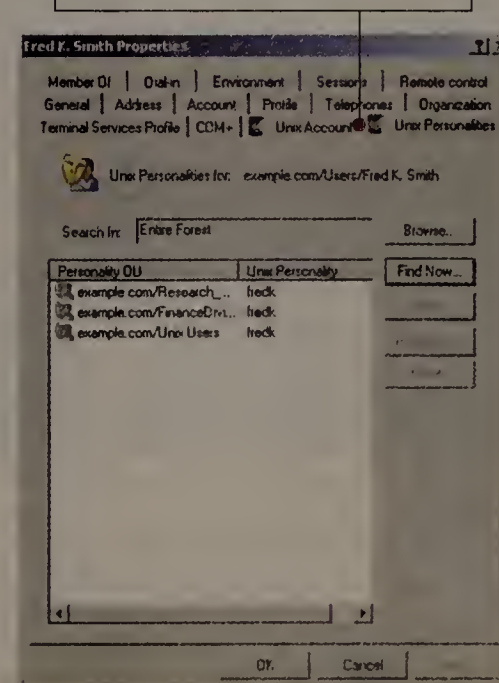 Fred K. Smith Properties
Member Of Dial-in Environment Sessions Remote control
General Address Account Profile Telephones Organization
Terminal Services Profile COM+ Unix Account Unix Personalities
Unix Personalities for: example.com/Users/Fred K. Smith
Search In: Entire Forest Browse..
Personality OU Unix Personality Find Now...
example.com/Research_... fredk
example.com/FinanceDivi... fredk
example.com/Unix Users fredk
OK Cancel